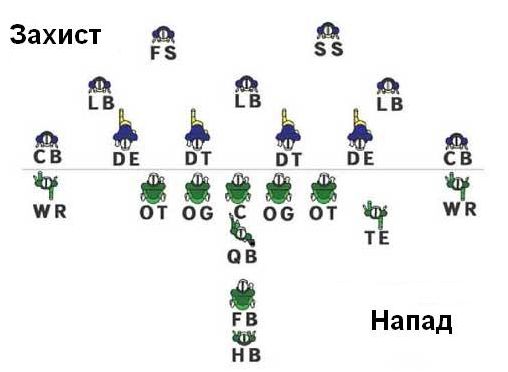 Захист
FS SS
LB LB LB
CB DE DT DT DE CB
WR OT OG C OG OT WR
TE
QB
FB
Напад
HB